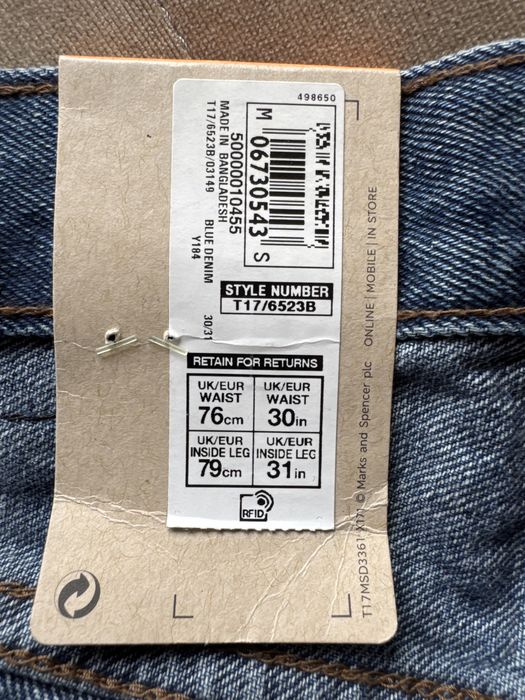 498650
M 06730543 S
50000010455
MADE IN BANGLADESH
T17/6523B/03149
BLUE DENIM
Y184
30/31
STYLE NUMBER
T17/6523B
RETAIN FOR RETURNS
UK/EUR WAIST 76cm
UK/EUR WAIST 30in
UK/EUR INSIDE LEG 79cm
UK/EUR INSIDE LEG 31in
RFID
T17MSD3361 X171 © Marks and Spencer plc ONLINE | MOBILE | IN STORE